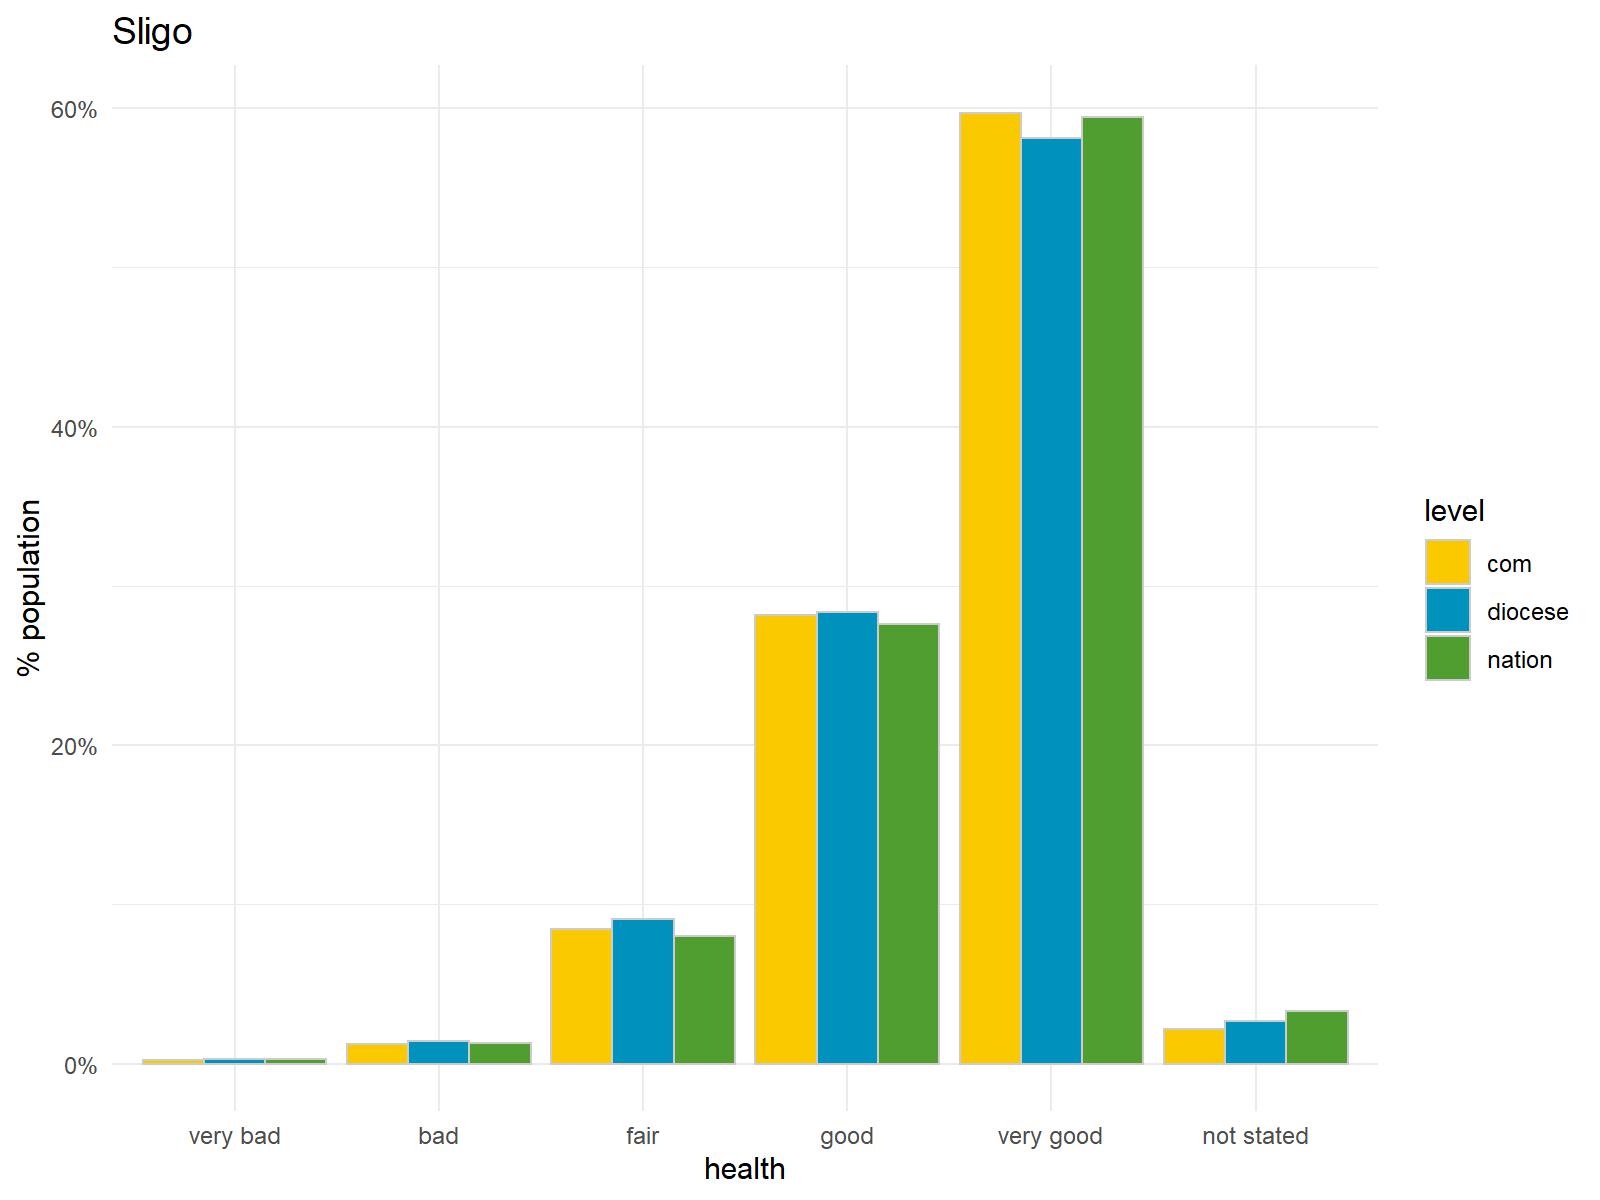 Sligo
60%
40%
20%
0%
% population
very bad
bad
fair
good
very good
not stated
health
level
com
diocese
nation